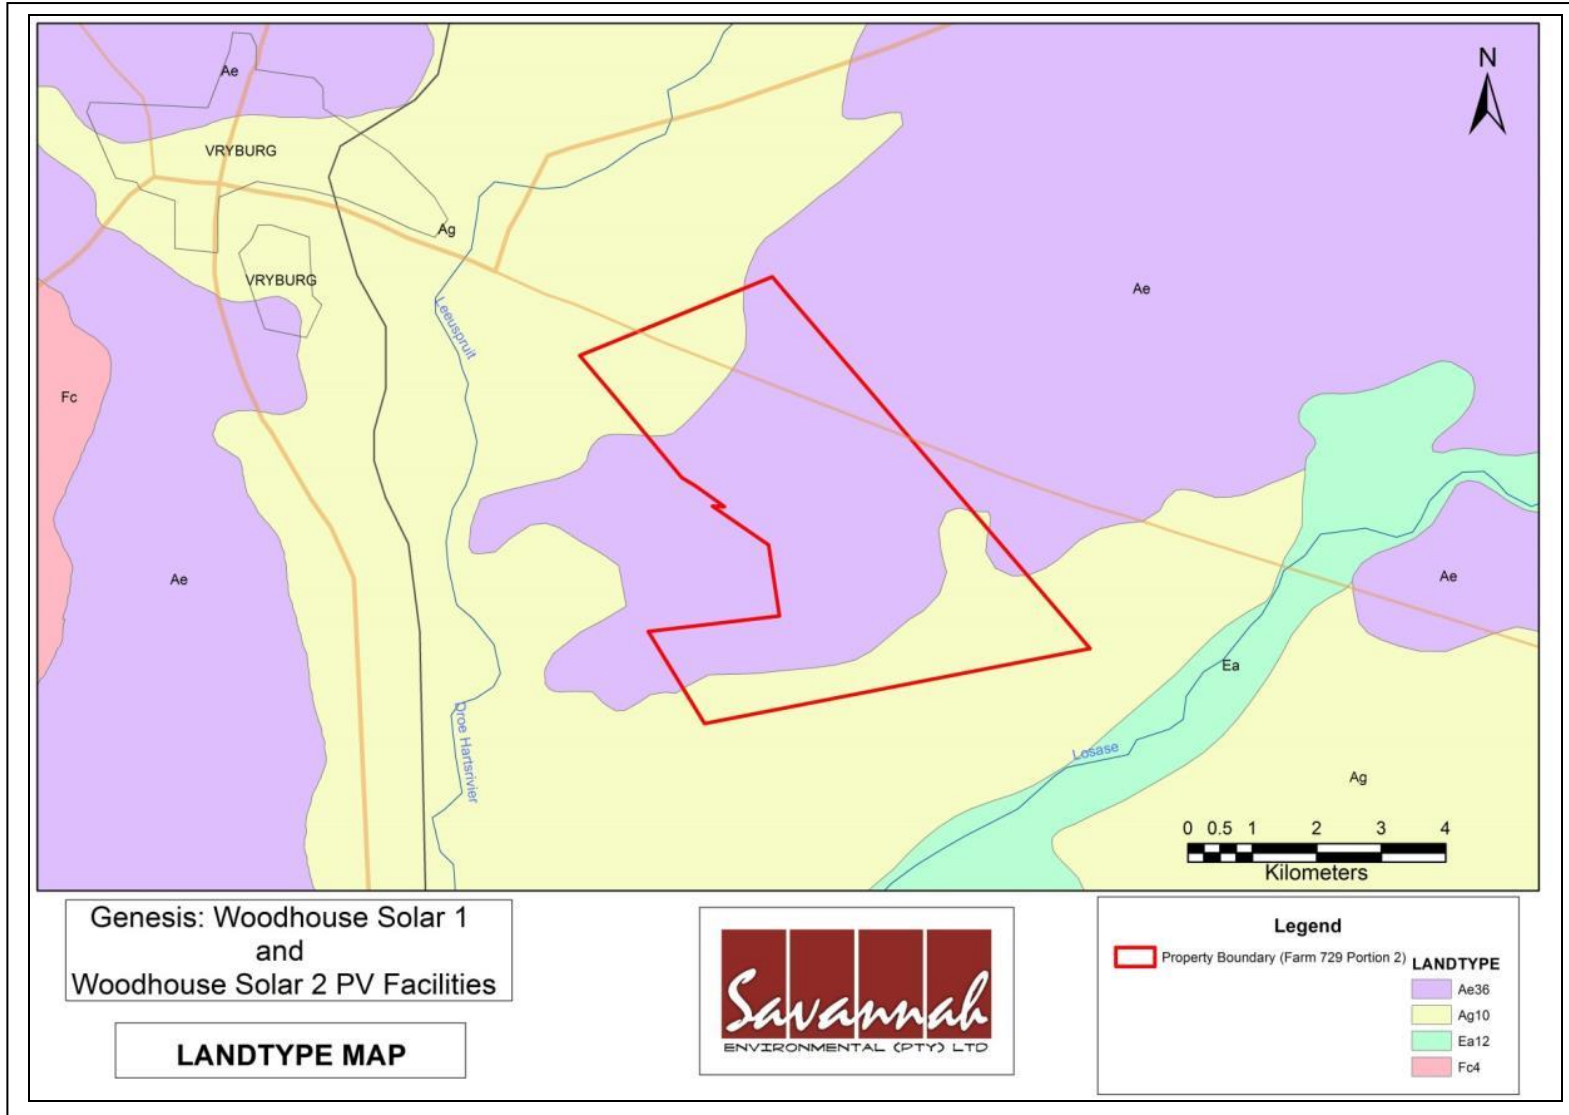 N
Ae
VRYBURG
Ag
VRYBURG
Ae
Leeuspruit
Fc
Ae
Ae
Ea
Droe Hartsrivier
Losase
Ag
0 0.5 1 2 3 4
Kilometers
Genesis: Woodhouse Solar 1
and
Woodhouse Solar 2 PV Facilities
LANDTYPE MAP
Savannah
ENVIRONMENTAL (PTY) LTD
Legend
Property Boundary (Farm 729 Portion 2)
LANDTYPE
Ae36
Ag10
Ea12
Fc4